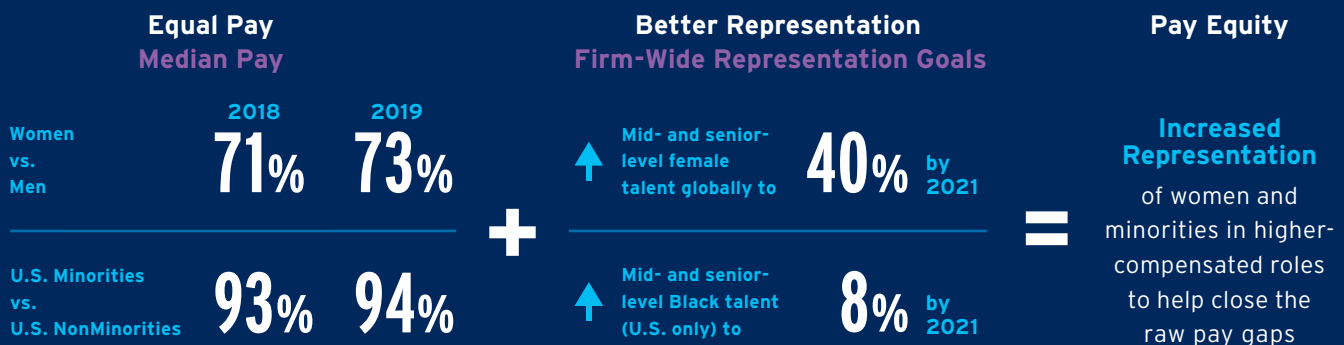 Equal Pay
Median Pay
2018 2019
Women
vs.
Men
71% 73%
U.S. Minorities
vs.
U.S. NonMinorities
93% 94%
+
Better Representation
Firm-Wide Representation Goals
Mid- and senior-
level female
talent globally to
40% by
2021
Mid- and senior-
level Black talent
(U.S. only) to
8% by
2021
=
Pay Equity
Increased
Representation
of women and
minorities in higher-
compensated roles
to help close the
raw pay gaps